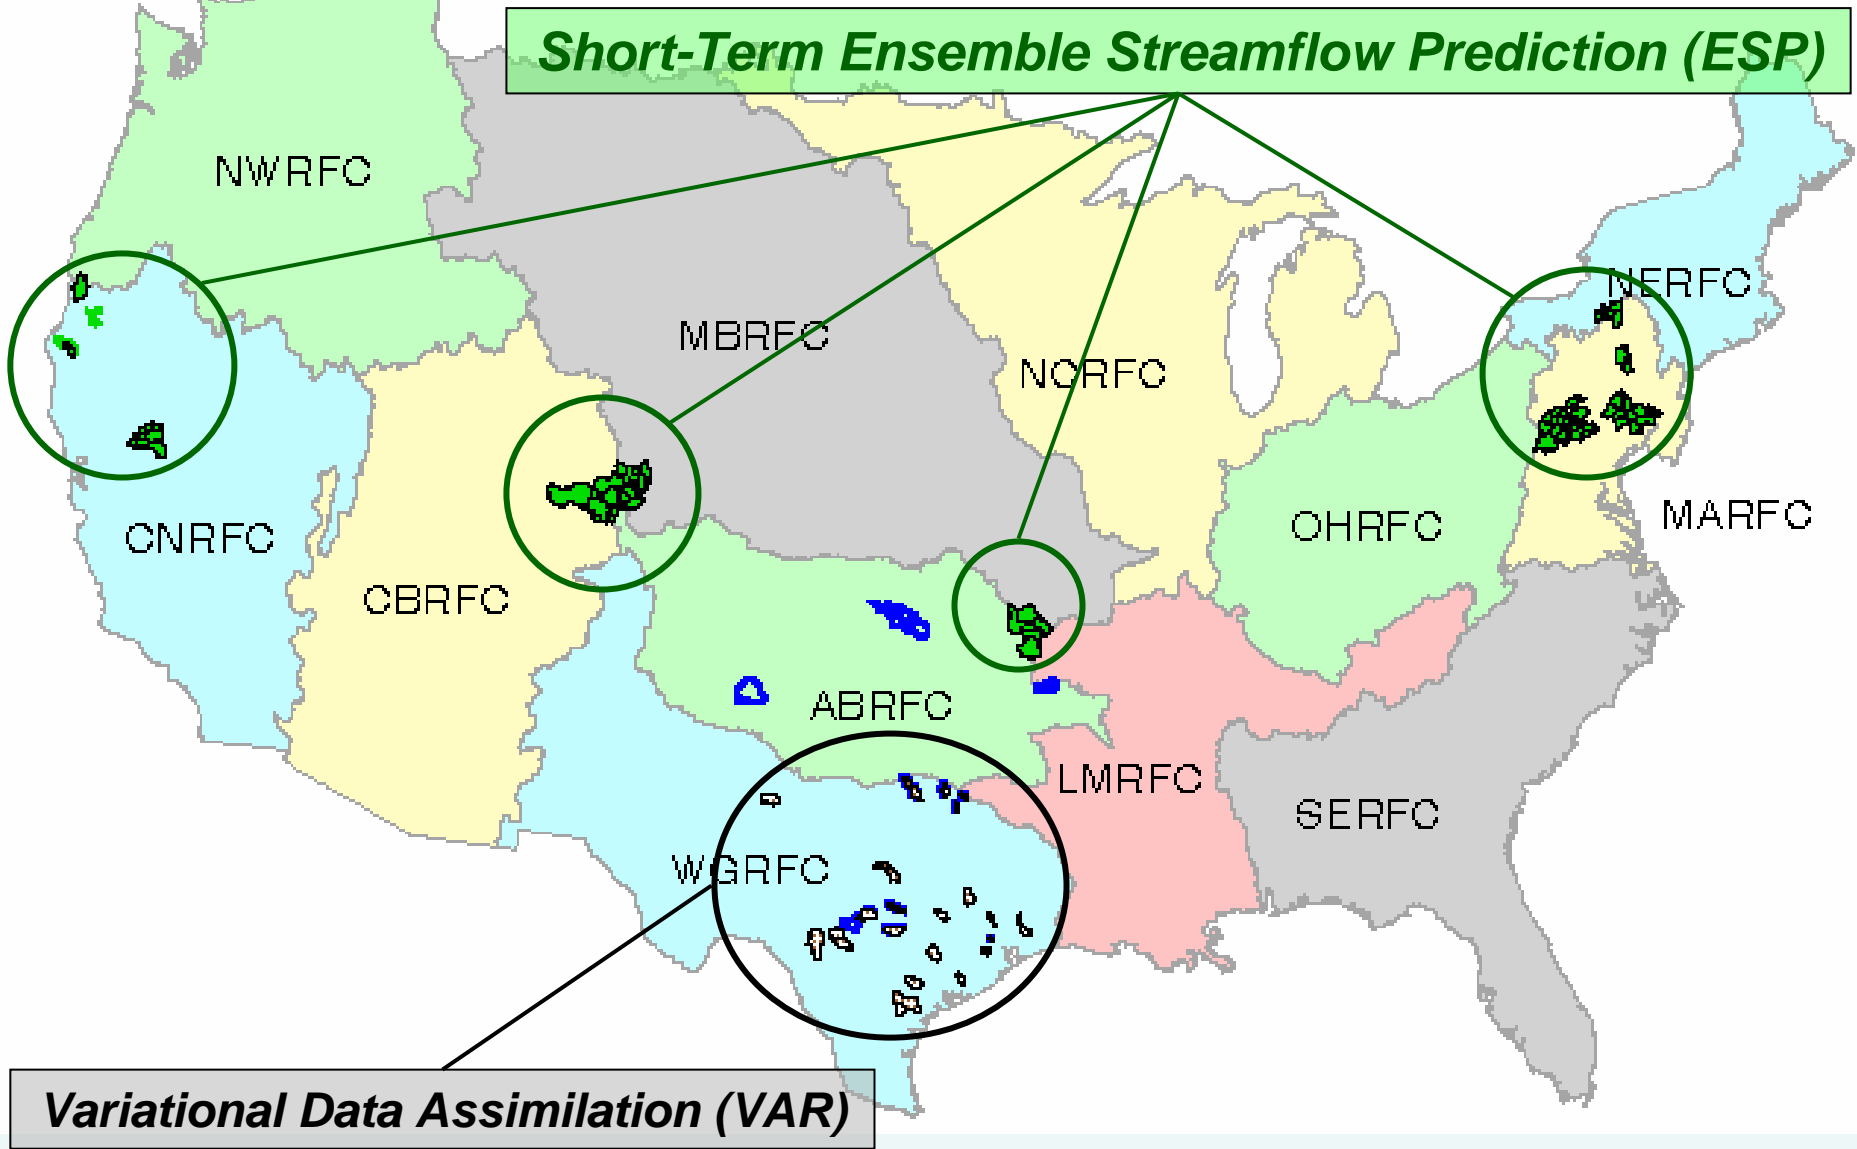 Short-Term Ensemble Streamflow Prediction (ESP)
NWRFC
NERFC
MBRFC
NCRFC
MARFC
OHRFC
CNRFC
CBRFC
ABRFC
LMRFC
SERFC
WGRFC
Variational Data Assimilation (VAR)